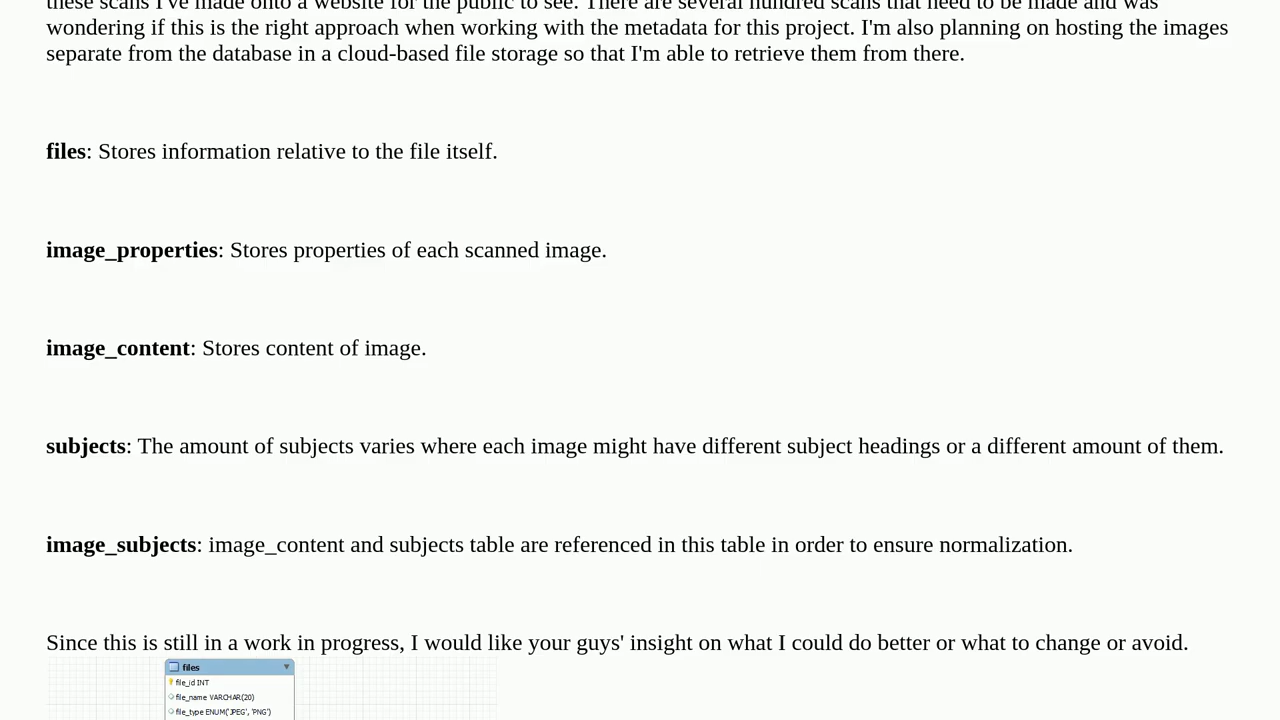 these scans I've made onto a website for the public to see. There are several hundred scans that need to be made and was
wondering if this is the right approach when working with the metadata for this project. I'm also planning on hosting the images
separate from the database in a cloud-based file storage so that I'm able to retrieve them from there.
files: Stores information relative to the file itself.
image_properties: Stores properties of each scanned image.
image_content: Stores content of image.
subjects: The amount of subjects varies where each image might have different subject headings or a different amount of them.
image_subjects: image_content and subjects table are referenced in this table in order to ensure normalization.
Since this is still in a work in progress, I would like your guys' insight on what I could do better or what to change or avoid.
files
file_id INT
file_name VARCHAR(20)
file_type ENUM('JPEG', 'PNG')